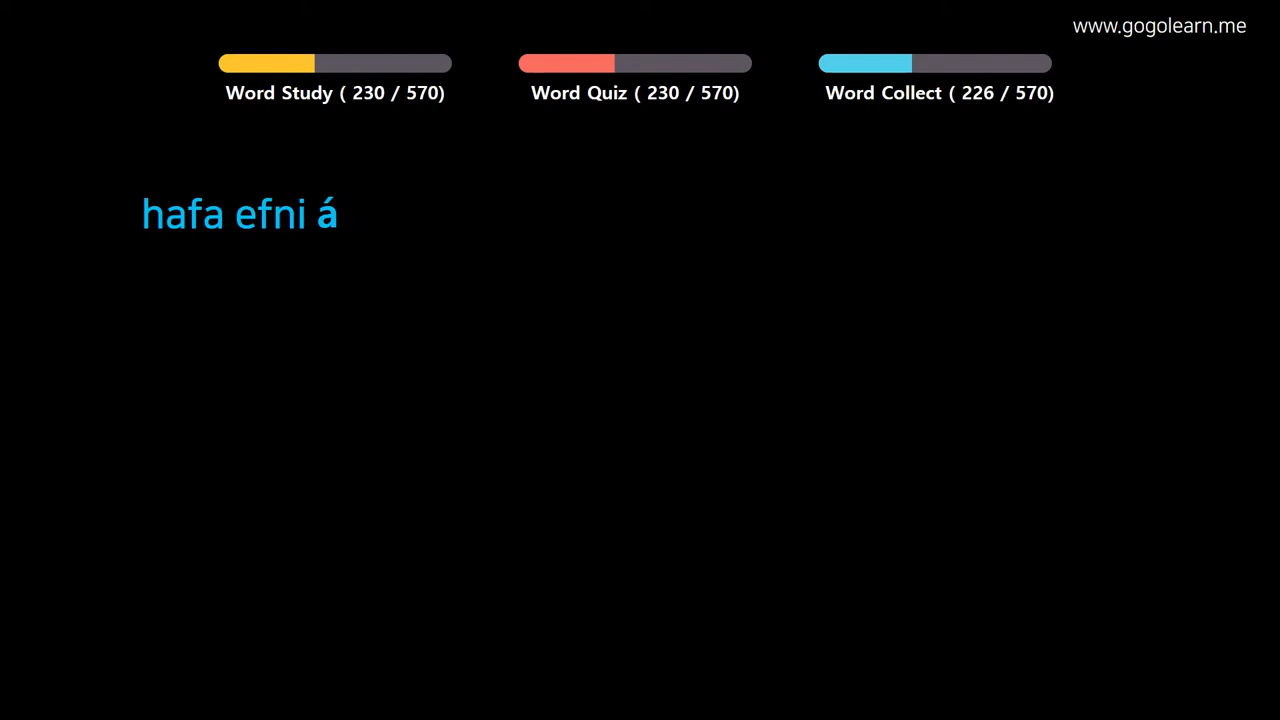 www.gogolearn.me
Word Study ( 230 / 570)
Word Quiz ( 230 / 570)
Word Collect ( 226 / 570)
hafa efni á